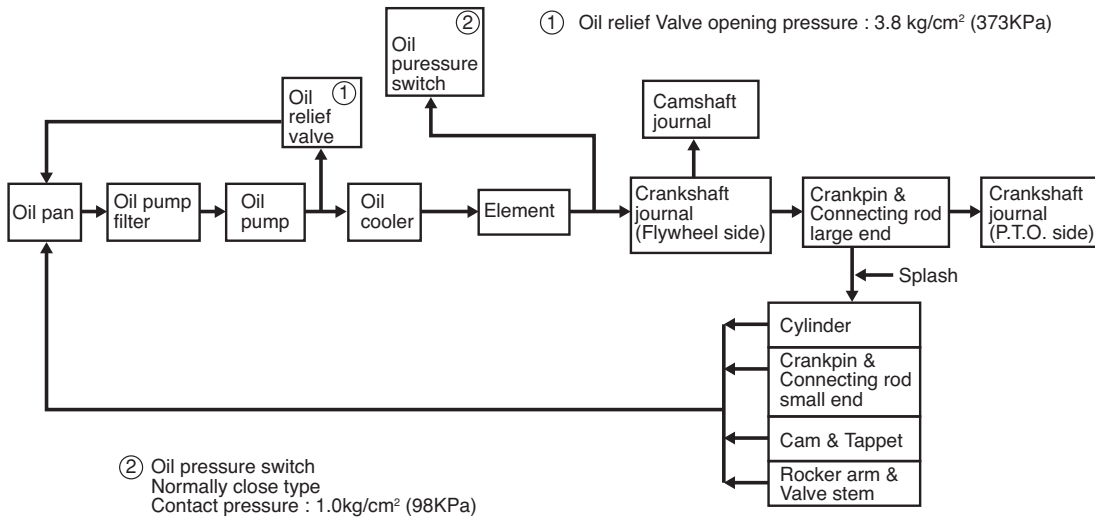 ② Oil puressure switch
① Oil relief Valve opening pressure : 3.8 kg/cm² (373KPa)
① Oil
relief
valve
Camshaft
journal
Oil pan
Oil pump
filter
Oil
pump
Oil
cooler
Element
Crankshaft
journal
(Flywheel side)
Crankpin &
Connecting rod
large end
Crankshaft
journal
(P.T.O. side)
Splash
Cylinder
Crankpin &
Connecting rod
small end
Cam & Tappet
Rocker arm &
Valve stem
② Oil pressure switch
Normally close type
Contact pressure : 1.0kg/cm² (98KPa)